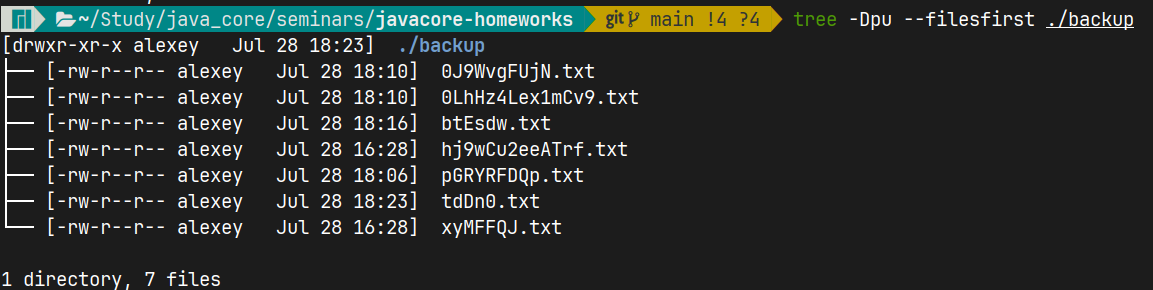 ~/Study/java_core/seminars/javacore-homeworks git main !4 ?4 tree -Dpu --filesfirst ./backup
[drwxr-xr-x alexey   Jul 28 18:23]  ./backup
├── [-rw-r--r-- alexey   Jul 28 18:10]  0J9WvgFUjN.txt
├── [-rw-r--r-- alexey   Jul 28 18:10]  0LhHz4Lex1mCv9.txt
├── [-rw-r--r-- alexey   Jul 28 18:16]  btEsdw.txt
├── [-rw-r--r-- alexey   Jul 28 16:28]  hj9wCu2eeATrf.txt
├── [-rw-r--r-- alexey   Jul 28 18:06]  pGRYRFDQp.txt
├── [-rw-r--r-- alexey   Jul 28 18:23]  tdDn0.txt
└── [-rw-r--r-- alexey   Jul 28 16:28]  xyMFFQJ.txt
1 directory, 7 files